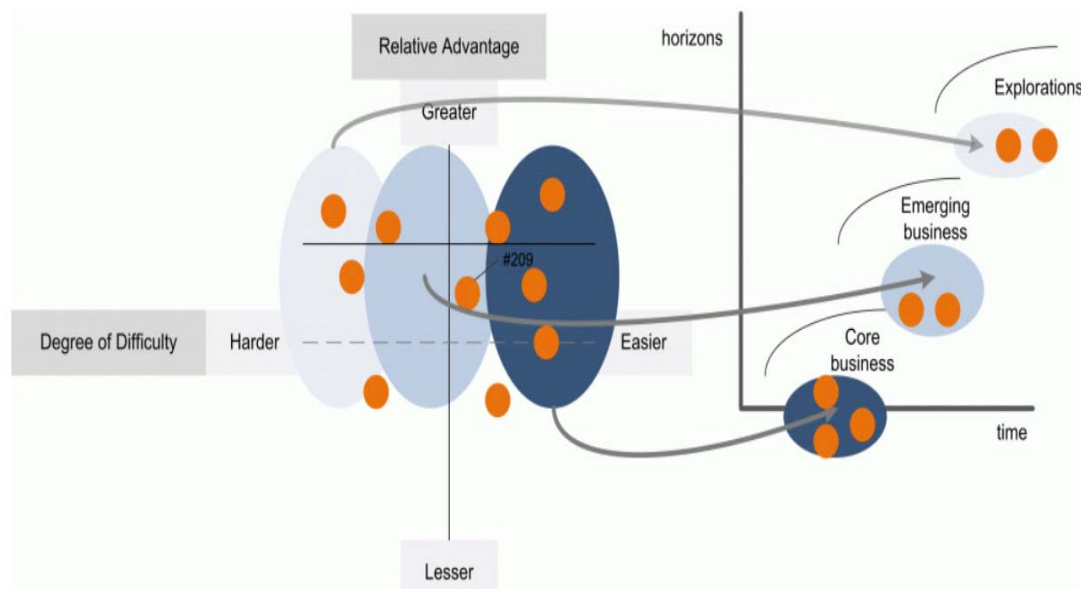 Relative Advantage
horizons
Explorations
Greater
Emerging
business
#209
Degree of Difficulty
Harder
Easier
Core
business
time
Lesser